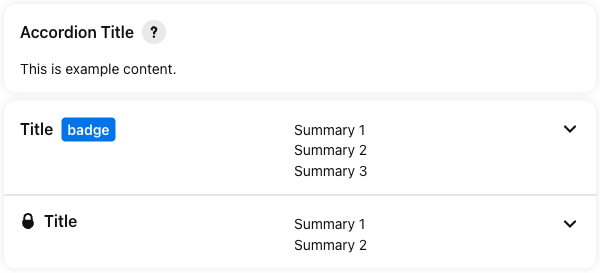 Accordion Title ?
This is example content.
Title badge
Summary 1
Summary 2
Summary 3
Title
Summary 1
Summary 2